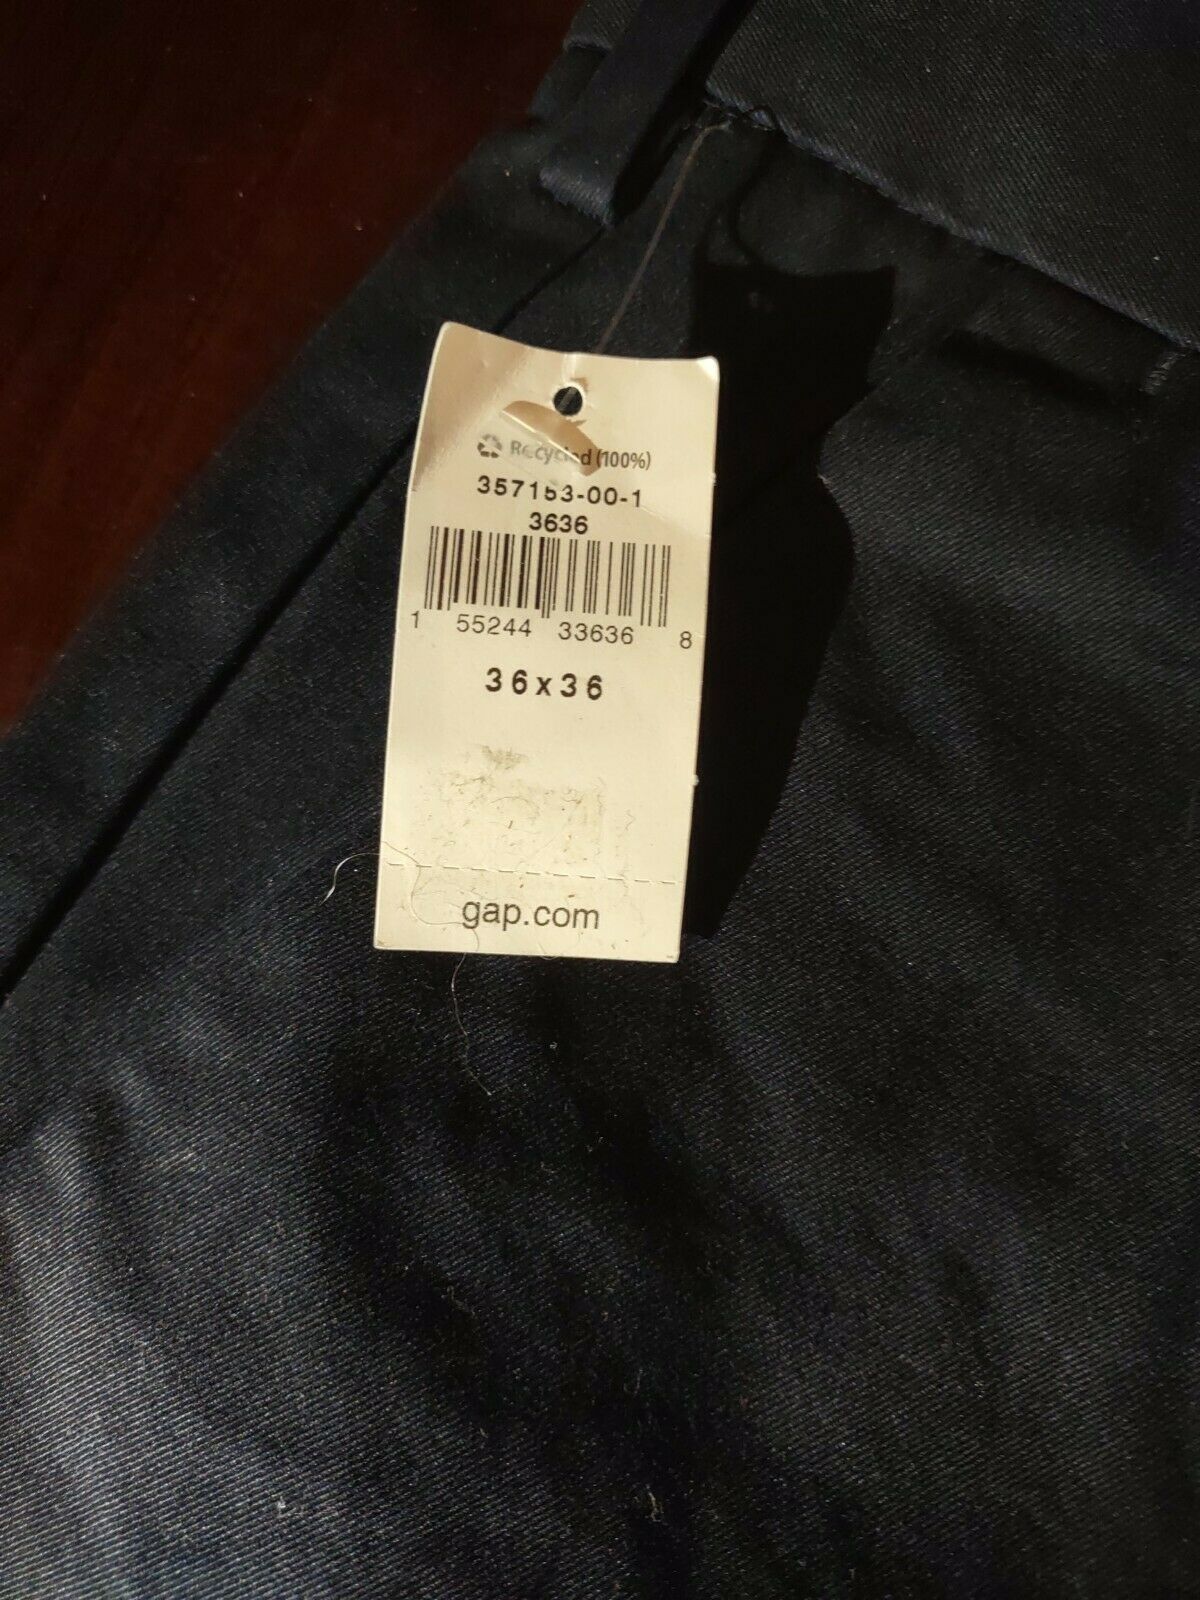 Recycled (100%)
357153-00-1
3636
1 55244 33636 8
36x36
gap.com